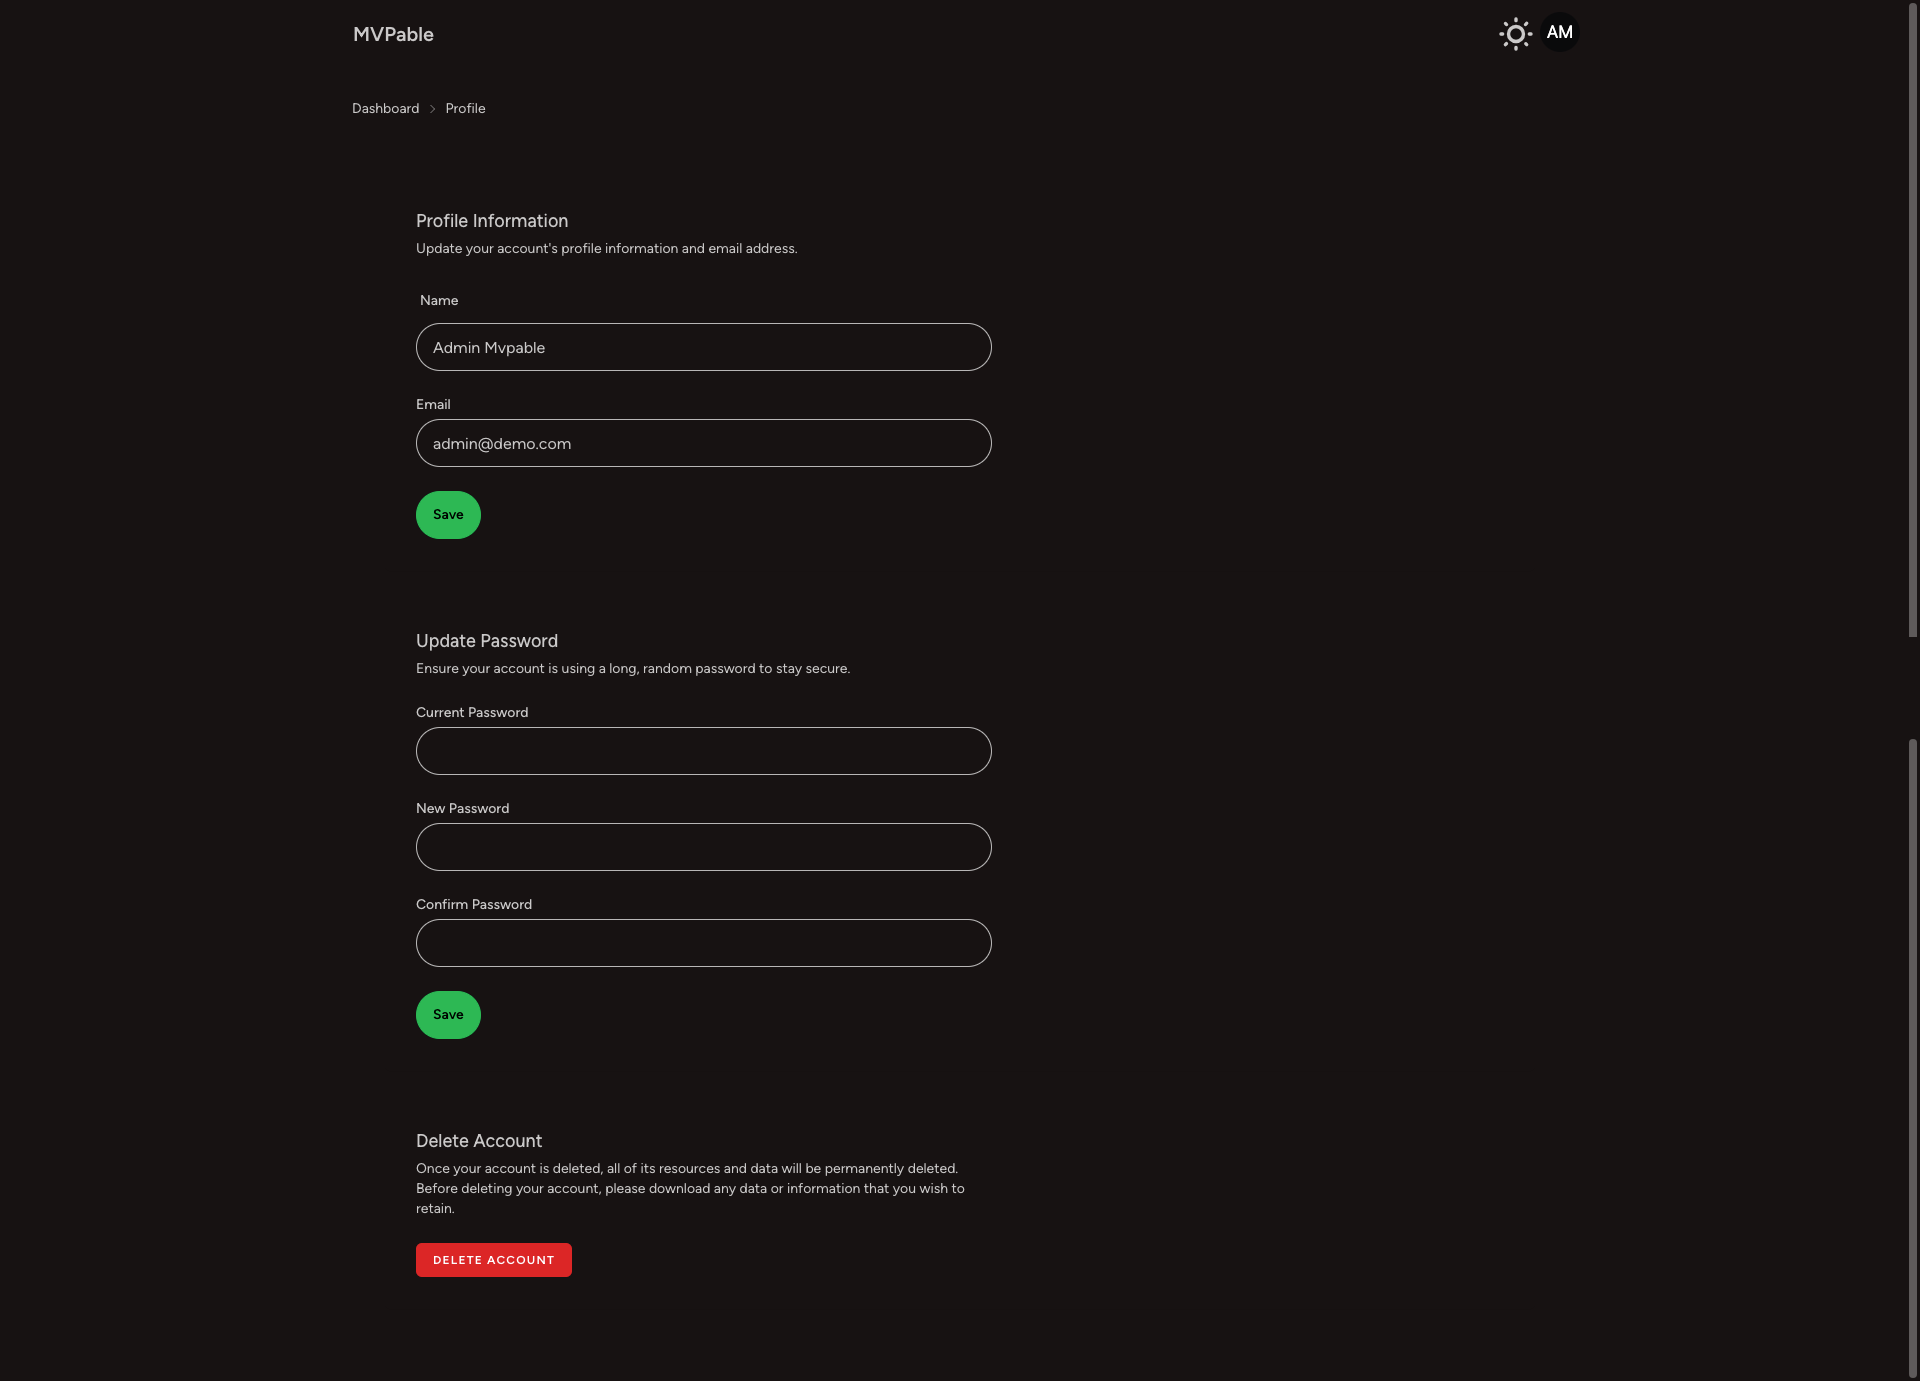 MVPable
AM
Dashboard > Profile
Profile Information
Update your account's profile information and email address.
Name
Admin Mvpable
Email
admin@demo.com
Save
Update Password
Ensure your account is using a long, random password to stay secure.
Current Password
New Password
Confirm Password
Save
Delete Account
Once your account is deleted, all of its resources and data will be permanently deleted.
Before deleting your account, please download any data or information that you wish to
retain.
DELETE ACCOUNT